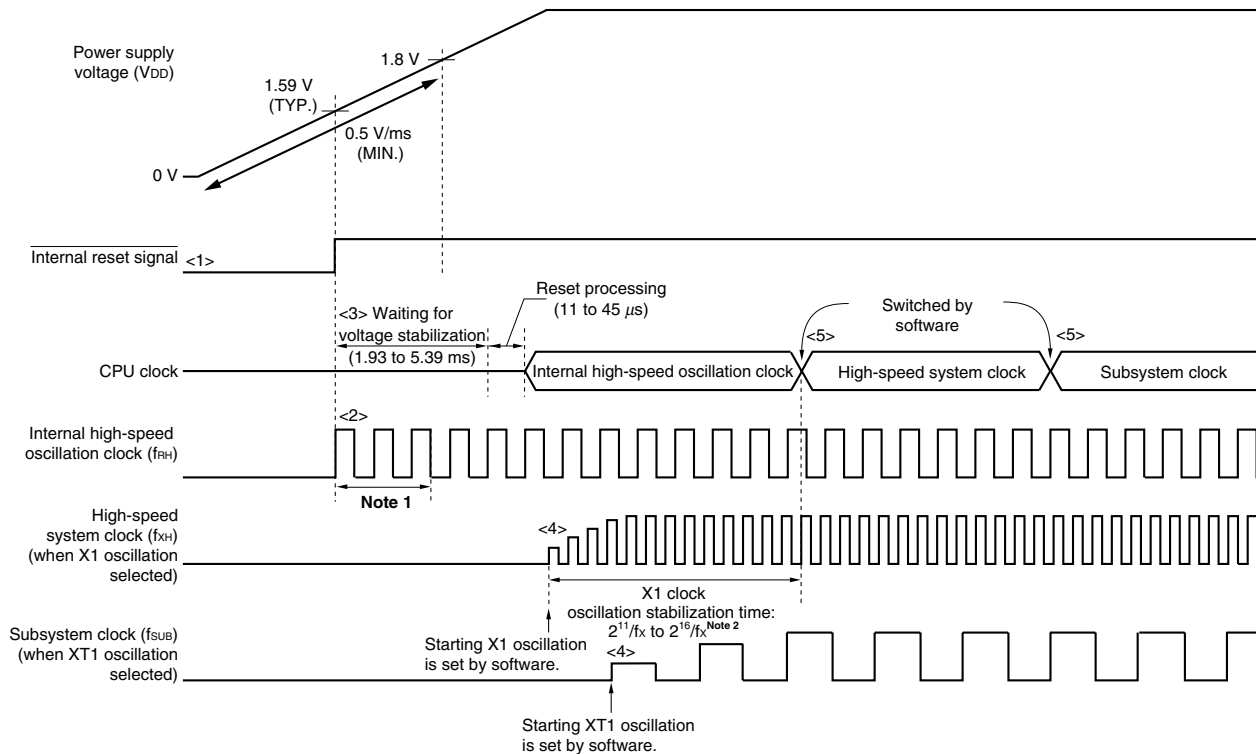 Power supply
voltage (VDD)
1.8 V
1.59 V
(TYP.)
0.5 V/ms
(MIN.)
0 V
Internal reset signal
<1>
<3> Waiting for
voltage stabilization
(1.93 to 5.39 ms)
Reset processing
(11 to 45 μs)
Switched by
software
<5>
<5>
CPU clock
Internal high-speed oscillation clock
High-speed system clock
Subsystem clock
<2>
Internal high-speed
oscillation clock (fRH)
Note 1
High-speed
system clock (fXH)
(when X1 oscillation
selected)
<4>
X1 clock
oscillation stabilization time:
2^11/fX to 2^16/fX^Note 2
Starting X1 oscillation
is set by software.
Subsystem clock (fSUB)
(when XT1 oscillation
selected)
<4>
Starting XT1 oscillation
is set by software.